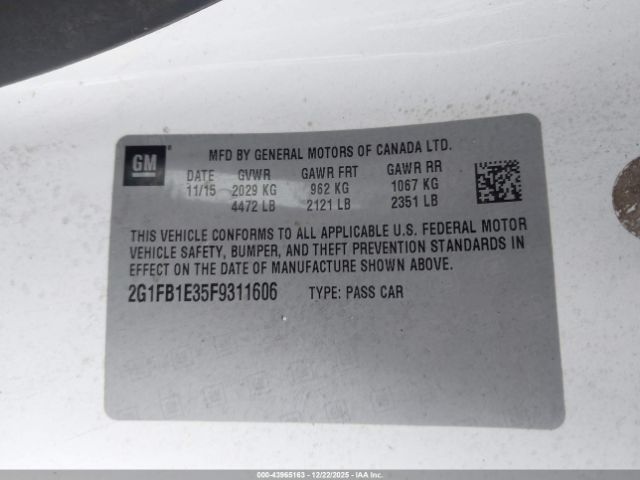 GM
MFD BY GENERAL MOTORS OF CANADA LTD.
DATE GVWR GAWR FRT GAWR RR
11/15 2029 KG 962 KG 1067 KG
4472 LB 2121 LB 2351 LB
THIS VEHICLE CONFORMS TO ALL APPLICABLE U.S. FEDERAL MOTOR
VEHICLE SAFETY, BUMPER, AND THEFT PREVENTION STANDARDS IN
EFFECT ON THE DATE OF MANUFACTURE SHOWN ABOVE.
2G1FB1E35F9311606 TYPE: PASS CAR
000-43965163 - 12/22/2025 - IAAI.COM